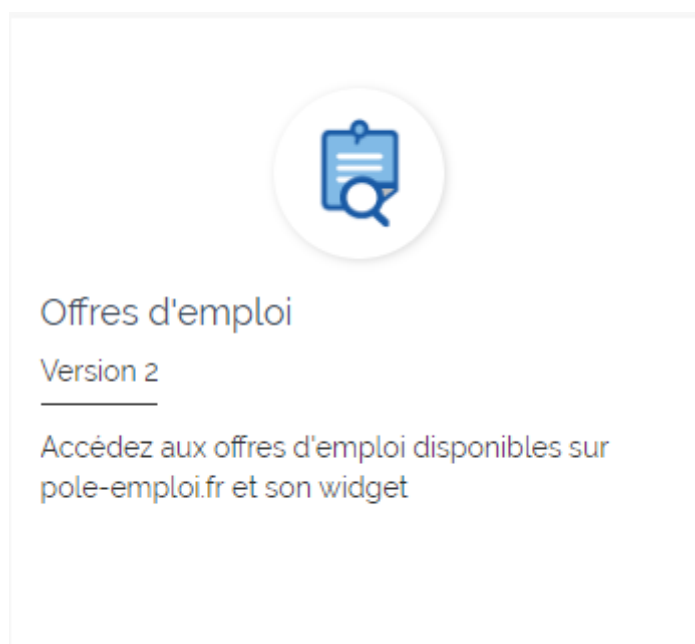 Offres d'emploi
Version 2
Accédez aux offres d'emploi disponibles sur
pole-emploi.fr et son widget